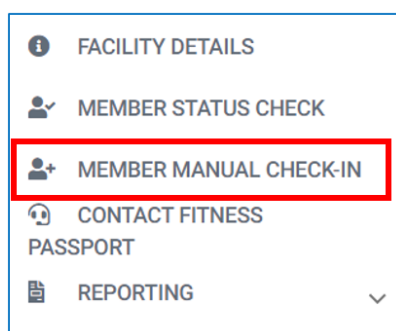 FACILITY DETAILS
MEMBER STATUS CHECK
MEMBER MANUAL CHECK-IN
CONTACT FITNESS
PASSPORT
REPORTING